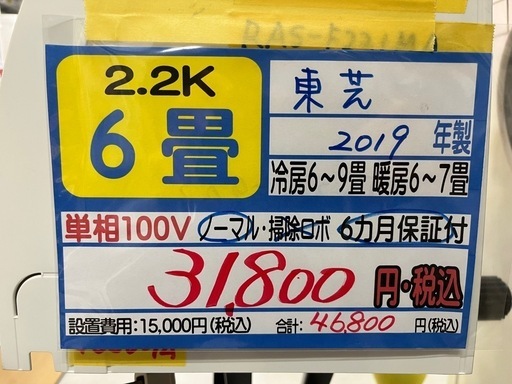 2.2K
6畳
東芝
2019 年製
冷房6~9畳 暖房6~7畳
単相100V ノーマル・掃除ロボ 6カ月保証付
31,800 円・税込
設置費用:15,000円(税込) 合計:46,800 円(税込)